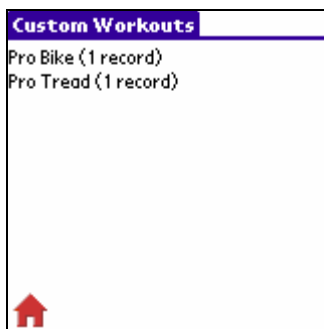 Custom Workouts
Pro Bike (1 record)
Pro Tread (1 record)